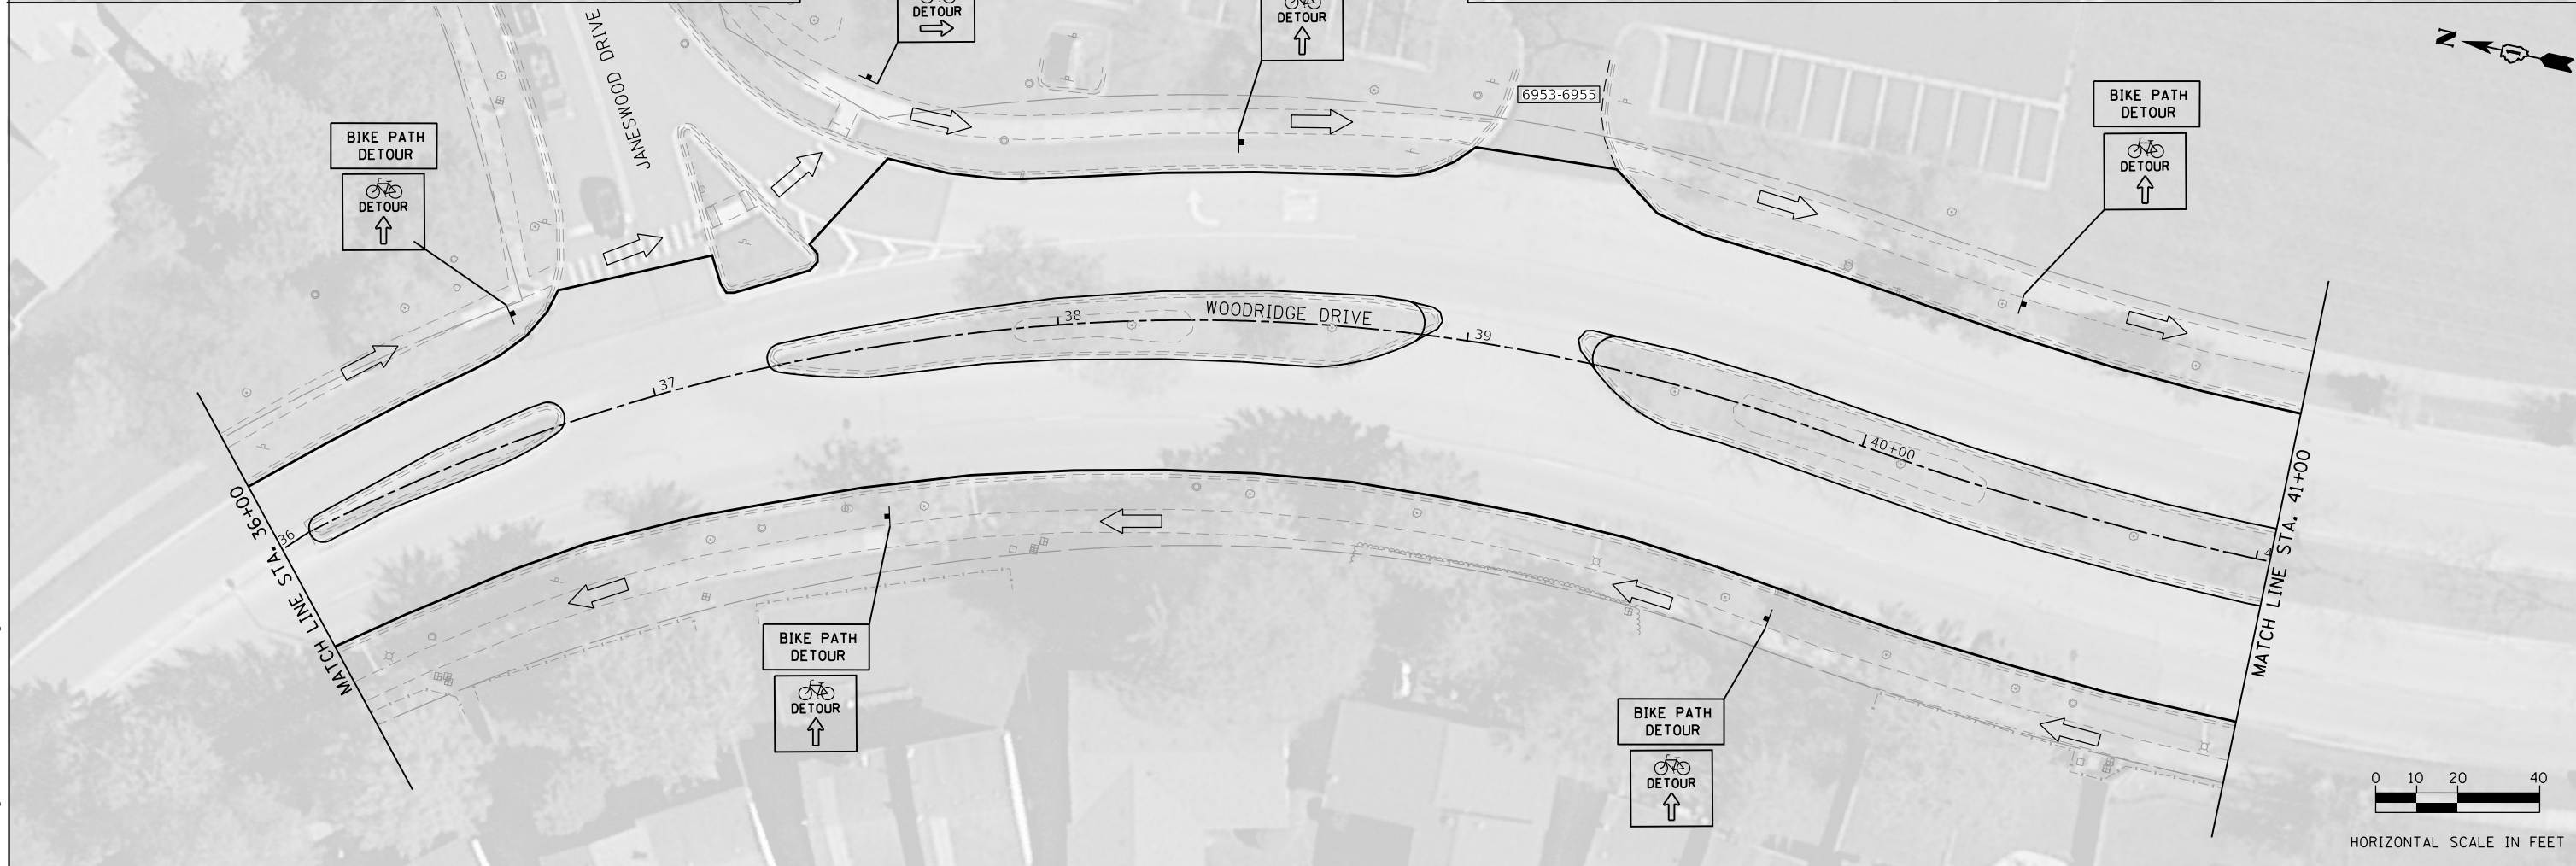 DETOUR
DETOUR
N
1
JANESWOOD DRIVE
6953-6955
BIKE PATH
DETOUR
DETOUR
BIKE PATH
DETOUR
DETOUR
WOODRIDGE DRIVE
36
37
38
39
40+00
MATCH LINE STA. 36+00
MATCH LINE STA. 41+00
BIKE PATH
DETOUR
DETOUR
BIKE PATH
DETOUR
DETOUR
0 10 20 40
HORIZONTAL SCALE IN FEET